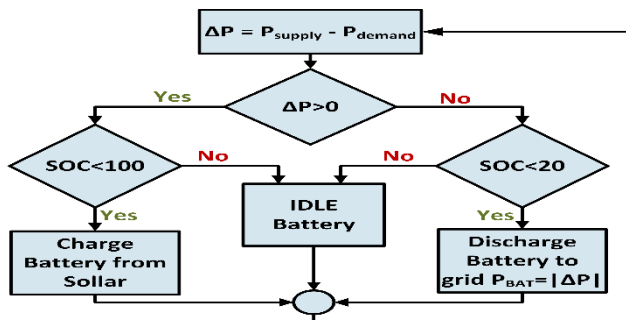 ΔP = Psupply - Pdemand
ΔP>0
Yes
No
SOC<100
No
No
SOC<20
IDLE
Battery
Yes
Yes
Charge
Battery from
Sollar
Discharge
Battery to
grid PBAT=|ΔP|